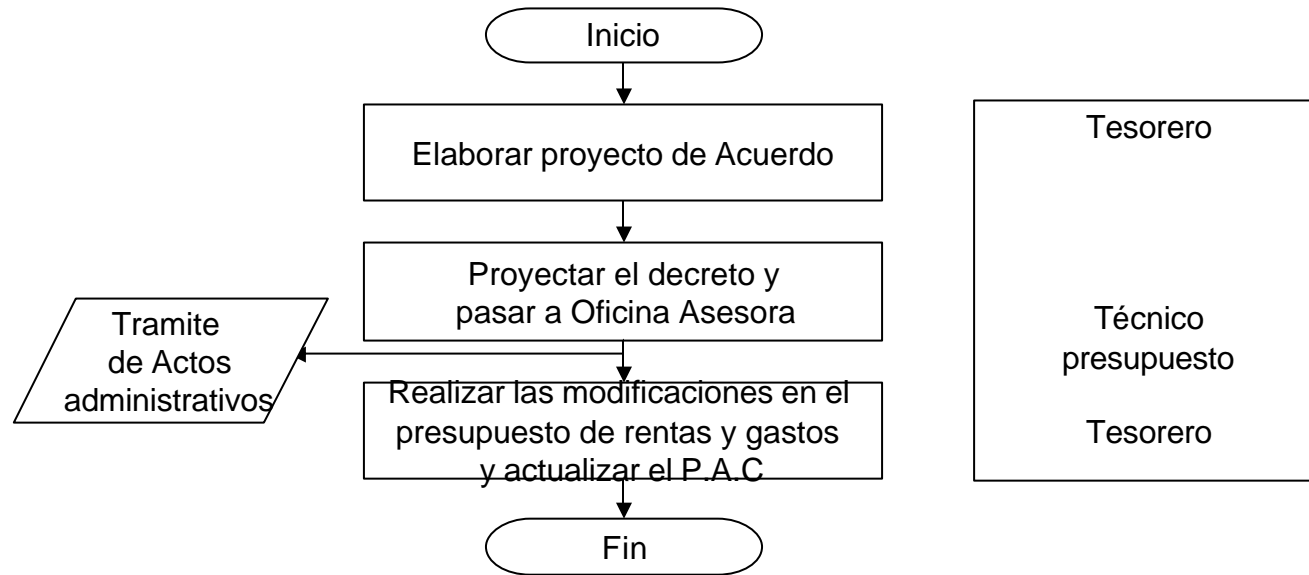 Inicio
Elaborar proyecto de Acuerdo
Tesorero
Proyectar el decreto y
pasar a Oficina Asesora
Tramite
de Actos
administrativos
Técnico
presupuesto
Realizar las modificaciones en el
presupuesto de rentas y gastos
y actualizar el P.A.C
Tesorero
Fin